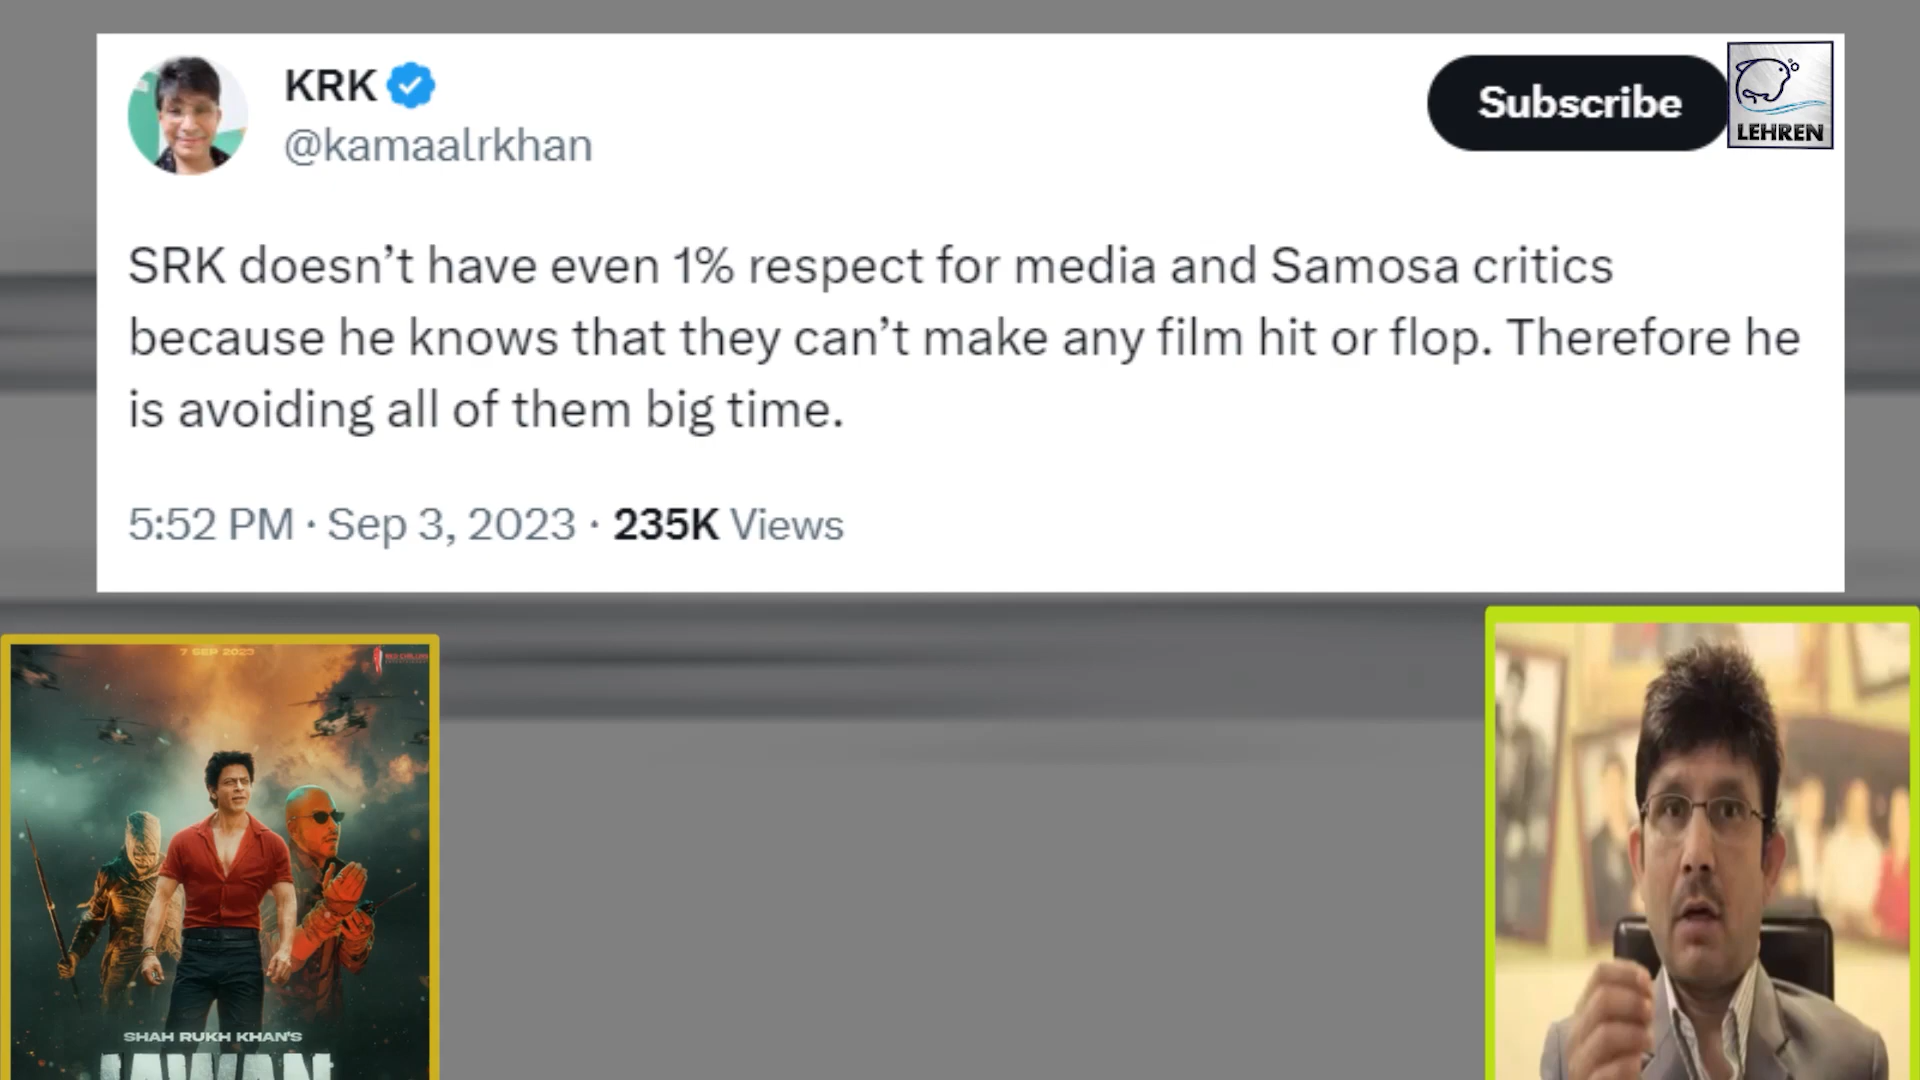 KRK
@kamaalrkhan
Subscribe
LEHREN
SRK doesn’t have even 1% respect for media and Samosa critics
because he knows that they can’t make any film hit or flop. Therefore he
is avoiding all of them big time.
5:52 PM · Sep 3, 2023 · 235K Views
7 SEP 2023
SHAH RUKH KHAN'S
JAWAN